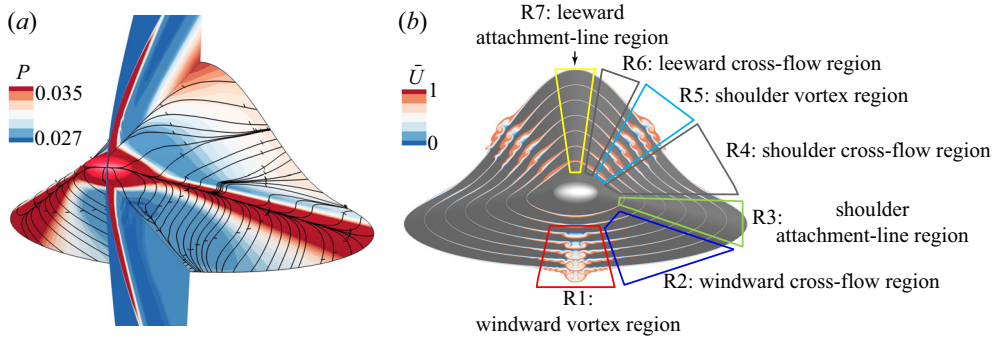 (a)
P
0.035
0.027
(b)
Ū
1
0
R7: leeward
attachment-line
region
R6: leeward cross-flow region
R5: shoulder vortex region
R4: shoulder cross-flow region
R3: shoulder
attachment-line region
R2: windward cross-flow region
R1:
windward vortex region